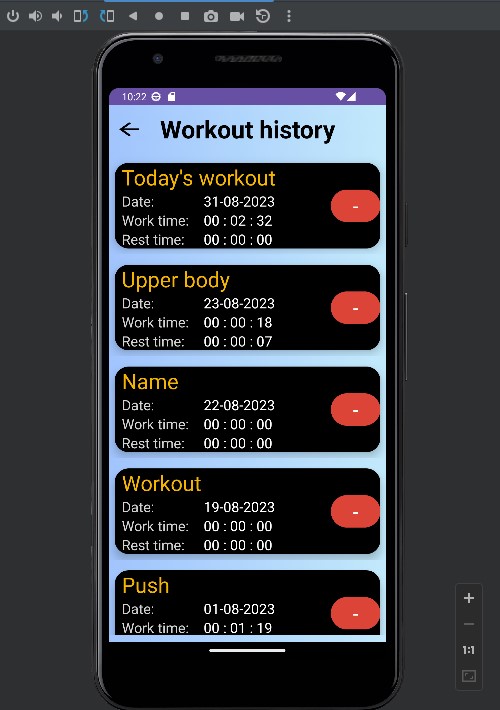 10:22
Workout history
Today's workout
Date: 31-08-2023
Work time: 00 : 02 : 32
Rest time: 00 : 00 : 00
-
Upper body
Date: 23-08-2023
Work time: 00 : 00 : 18
Rest time: 00 : 00 : 07
-
Name
Date: 22-08-2023
Work time: 00 : 00 : 00
Rest time: 00 : 00 : 00
-
Workout
Date: 19-08-2023
Work time: 00 : 00 : 00
Rest time: 00 : 00 : 00
-
Push
Date: 01-08-2023
Work time: 00 : 01 : 19
-
1:1